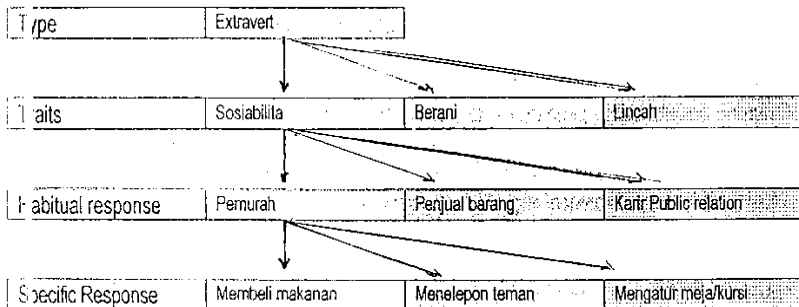 Type Extravert
Traits Sosiabilita Berani Lincah
Habitual response Pemurah Penjual barang Karir Public relation
Specific Response Membeli makanan Menelepon teman Mengatur meja/kursi